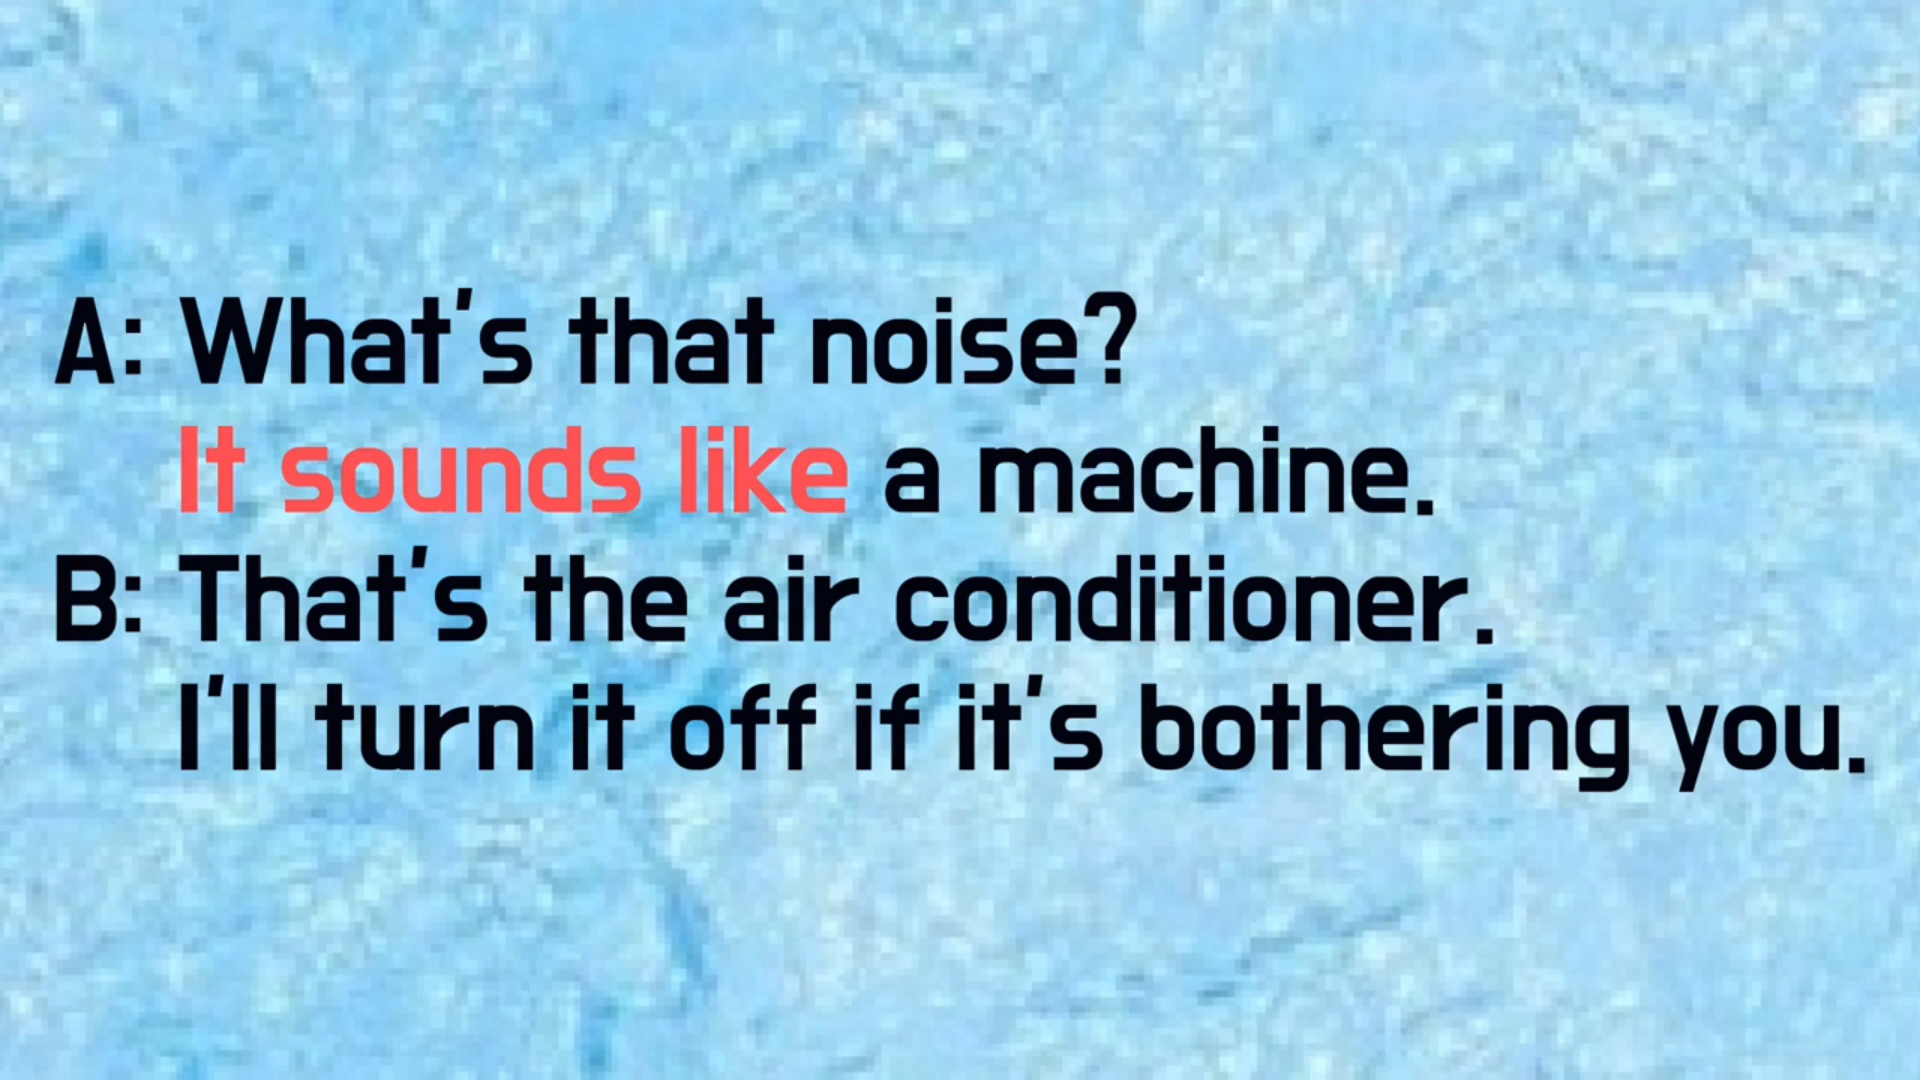 A: What's that noise?
It sounds like a machine.
B: That's the air conditioner.
I'll turn it off if it's bothering you.